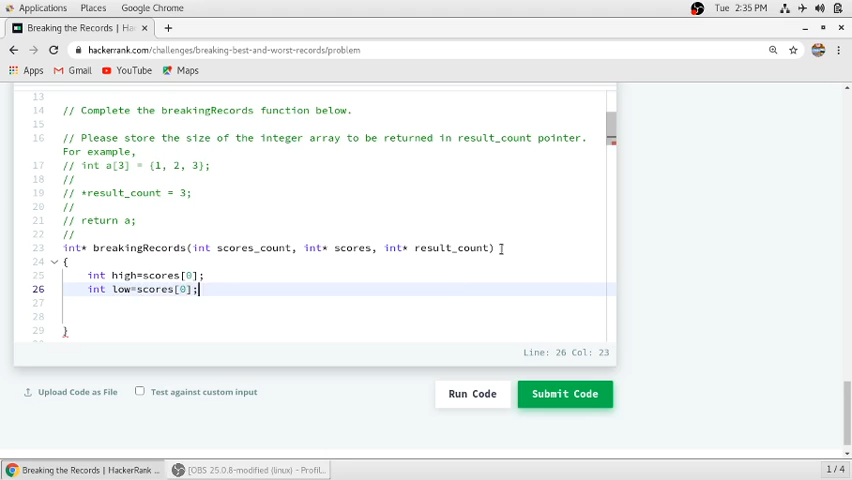 Applications Places Google Chrome Tue 2:35 PM
Breaking the Records | Ha
hackerrank.com/challenges/breaking-best-and-worst-records/problem
Apps Gmail YouTube Maps
13
14 // Complete the breakingRecords function below.
15
16 // Please store the size of the integer array to be returned in result_count pointer.
For example,
17 // int a[3] = {1, 2, 3};
18 //
19 // *result_count = 3;
20 //
21 // return a;
22 //
23 int* breakingRecords(int scores_count, int* scores, int* result_count)
24 {
25 int high=scores[0];
26 int low=scores[0];
27
28
29 }
Line: 26 Col: 23
Upload Code as File Test against custom input Run Code Submit Code
Breaking the Records | HackerRank ... [OBS 25.0.8-modified (linux) - Profil... 1 / 4